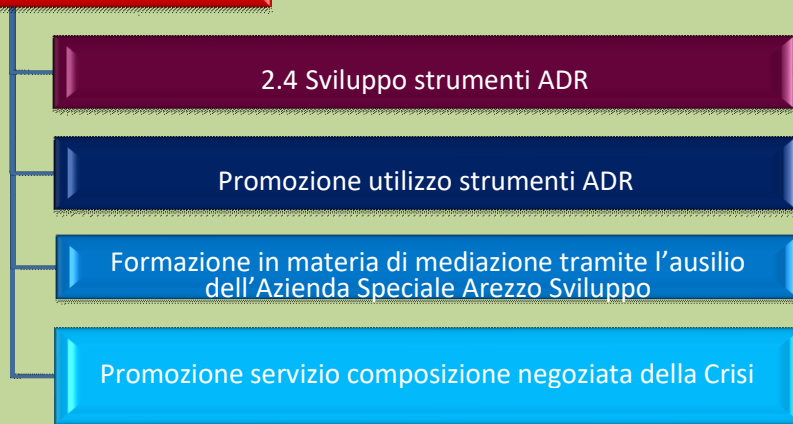 2.4 Sviluppo strumenti ADR
Promozione utilizzo strumenti ADR
Formazione in materia di mediazione tramite l’ausilio
dell’Azienda Speciale Arezzo Sviluppo
Promozione servizio composizione negoziata della Crisi